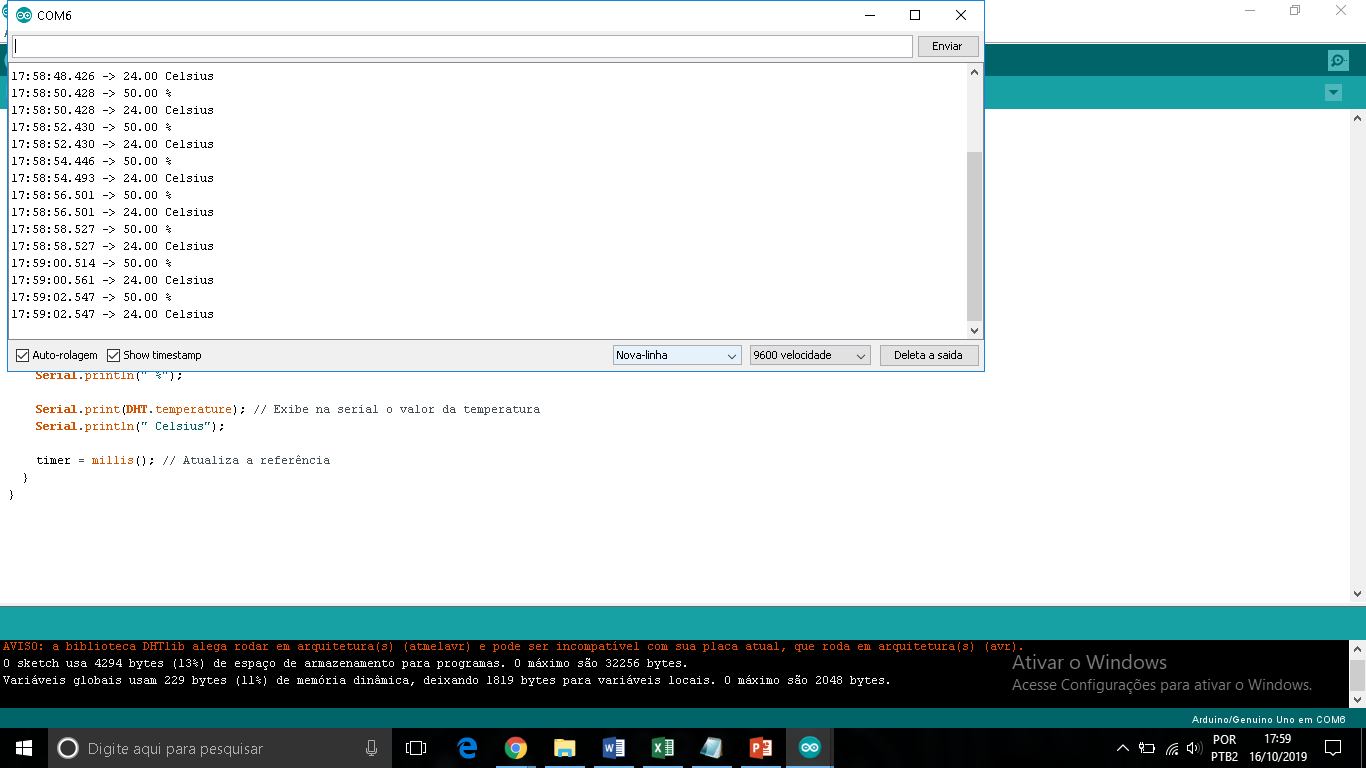 COM6
Enviar
17:58:48.426 -> 24.00 Celsius
17:58:50.428 -> 50.00 %
17:58:50.428 -> 24.00 Celsius
17:58:52.430 -> 50.00 %
17:58:52.430 -> 24.00 Celsius
17:58:54.446 -> 50.00 %
17:58:54.493 -> 24.00 Celsius
17:58:56.501 -> 50.00 %
17:58:56.501 -> 24.00 Celsius
17:58:58.527 -> 50.00 %
17:58:58.527 -> 24.00 Celsius
17:59:00.514 -> 50.00 %
17:59:00.561 -> 24.00 Celsius
17:59:02.547 -> 50.00 %
17:59:02.547 -> 24.00 Celsius
Auto-rolagem Show timestamp Nova-linha 9600 velocidade Deleta a saida
Serial.println(" %");
Serial.print(DHT.temperature); // Exibe na serial o valor da temperatura
Serial.println(" Celsius");
timer = millis(); // Atualiza a referência
}
}
AVISO: a biblioteca DHTlib alega rodar em arquitetura(s) (atmelavr) e pode ser incompatível com sua placa atual, que roda em arquitetura(s) (avr).
O sketch usa 4294 bytes (13%) de espaço de armazenamento para programas. O máximo são 32256 bytes.
Variáveis globais usam 229 bytes (11%) de memória dinâmica, deixando 1819 bytes para variáveis locais. O máximo são 2048 bytes.
Ativar o Windows
Acesse Configurações para ativar o Windows.
Arduino/Genuino Uno em COM6
Digite aqui para pesquisar
POR
PTB2
17:59
16/10/2019